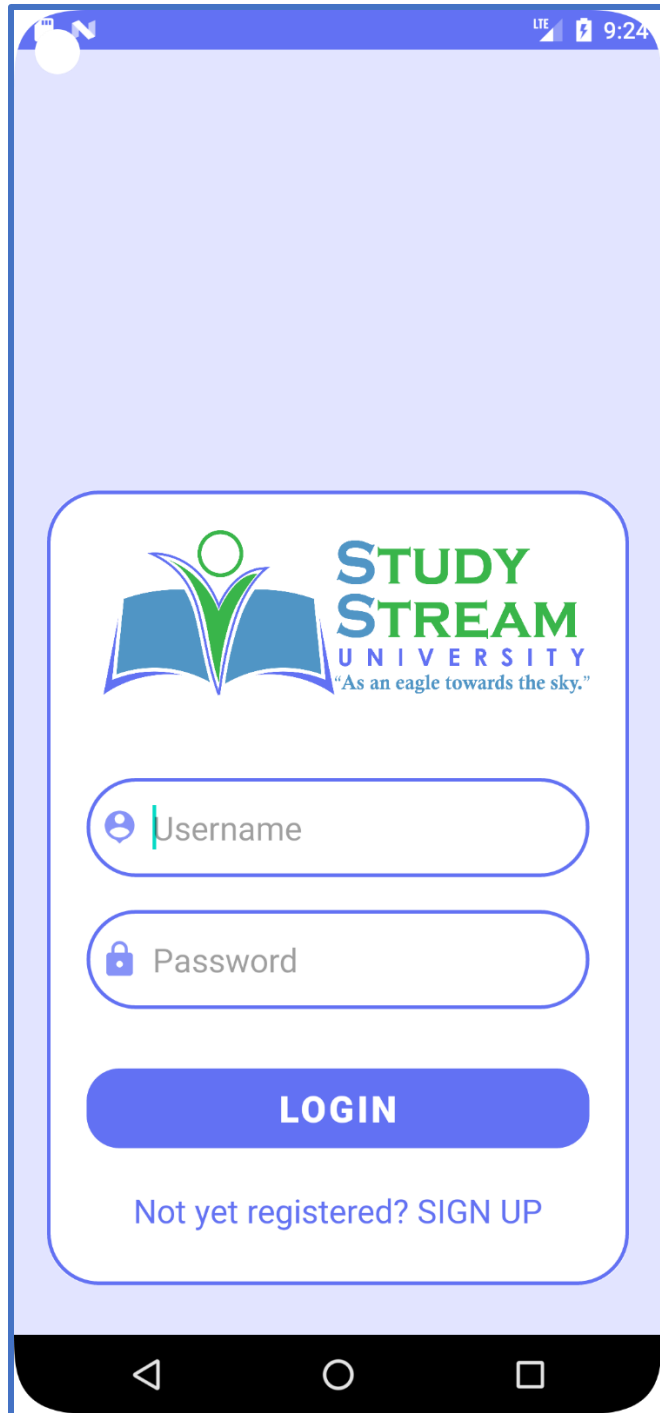 LTE 9:24
STUDY
STREAM
UNIVERSITY
“As an eagle towards the sky.”
Username
Password
LOGIN
Not yet registered? SIGN UP